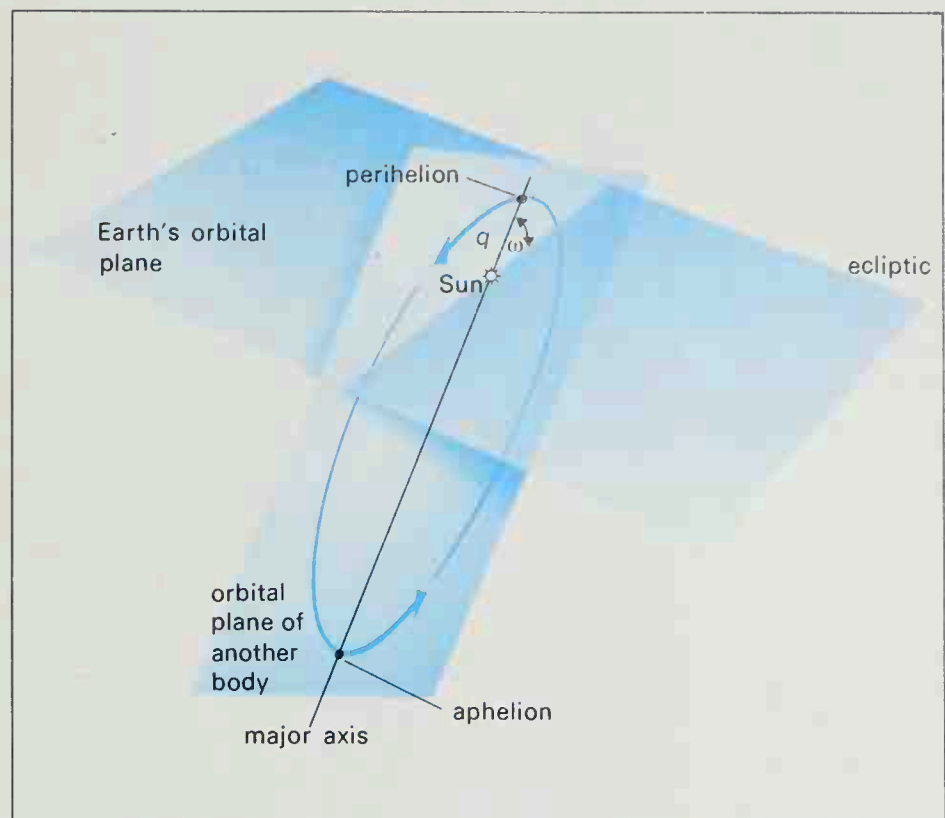 perihelion
Earth's orbital
plane
q
ω
Sun
ecliptic
orbital
plane of
another
body
aphelion
major axis